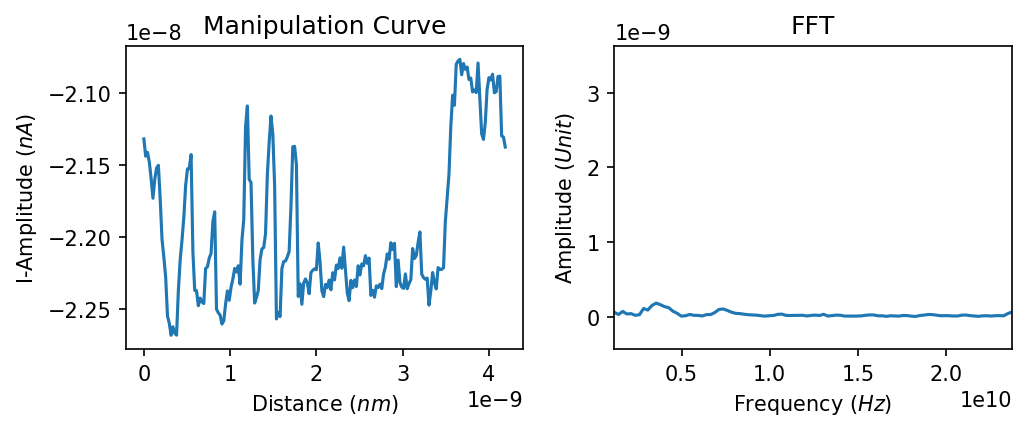 Manipulation Curve
1e−8
I-Amplitude (nA)
−2.10
−2.15
−2.20
−2.25
0 1 2 3 4
1e−9
Distance (nm)
FFT
1e−9
Amplitude (Unit)
3
2
1
0
0.5 1.0 1.5 2.0
1e10
Frequency (Hz)